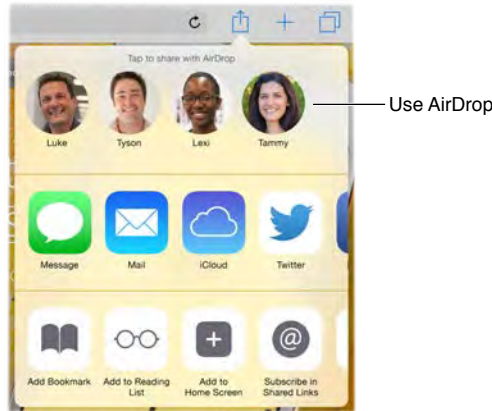 Tap to share with AirDrop
Luke
Tyson
Lexi
Tammy
Use AirDrop
Message
Mail
iCloud
Twitter
Add Bookmark
Add to Reading
List
Add to
Home Screen
Subscribe in
Shared Links